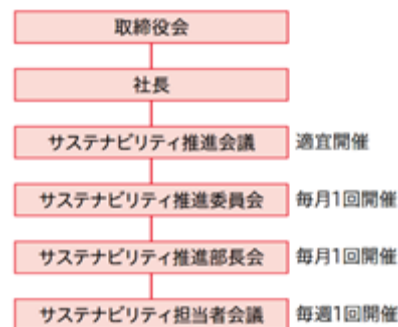 取締役会
社長
サステナビリティ推進会議 適宜開催
サステナビリティ推進委員会 毎月1回開催
サステナビリティ推進部長会 毎月1回開催
サステナビリティ担当者会議 毎週1回開催